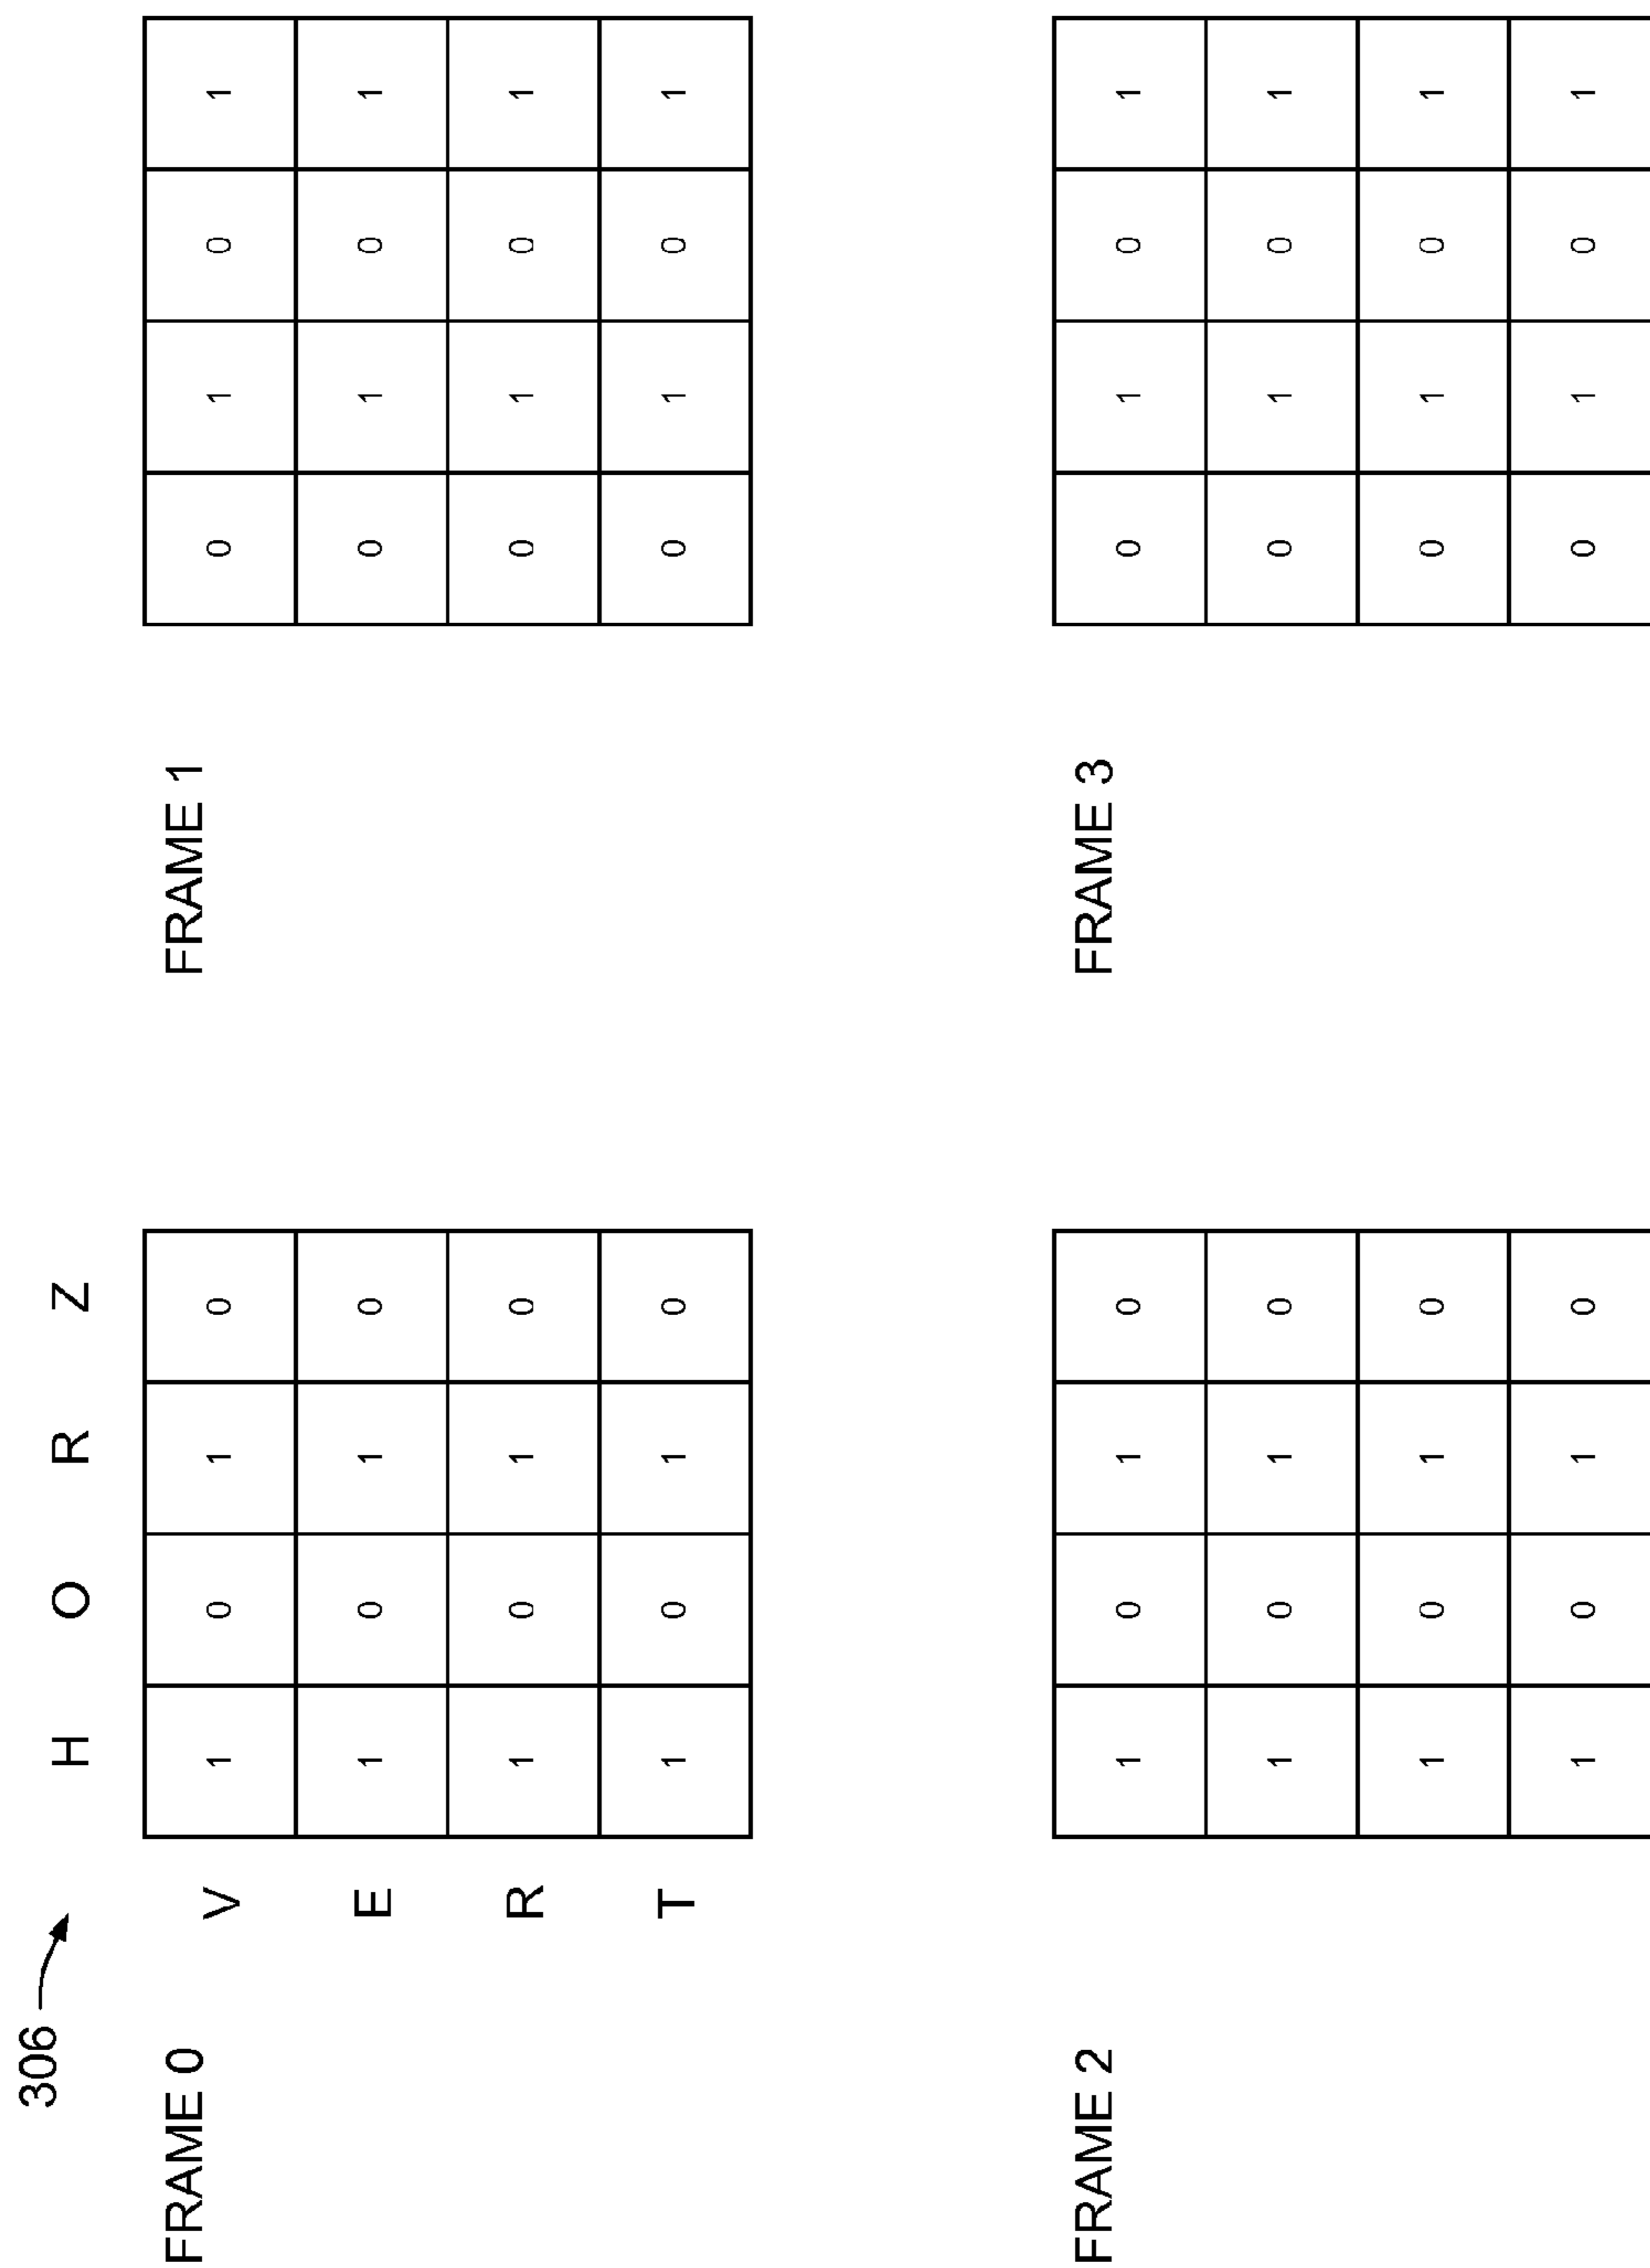 306
H O R Z
FRAME 0 V 1 0 1 0 FRAME 1 0 1 0 1
E 1 0 1 0 0 1 0 1
R 1 0 1 0 0 1 0 1
T 1 0 1 0 0 1 0 1
FRAME 2 1 0 1 0 FRAME 3 0 1 0 1
1 0 1 0 0 1 0 1
1 0 1 0 0 1 0 1
1 0 1 0 0 1 0 1